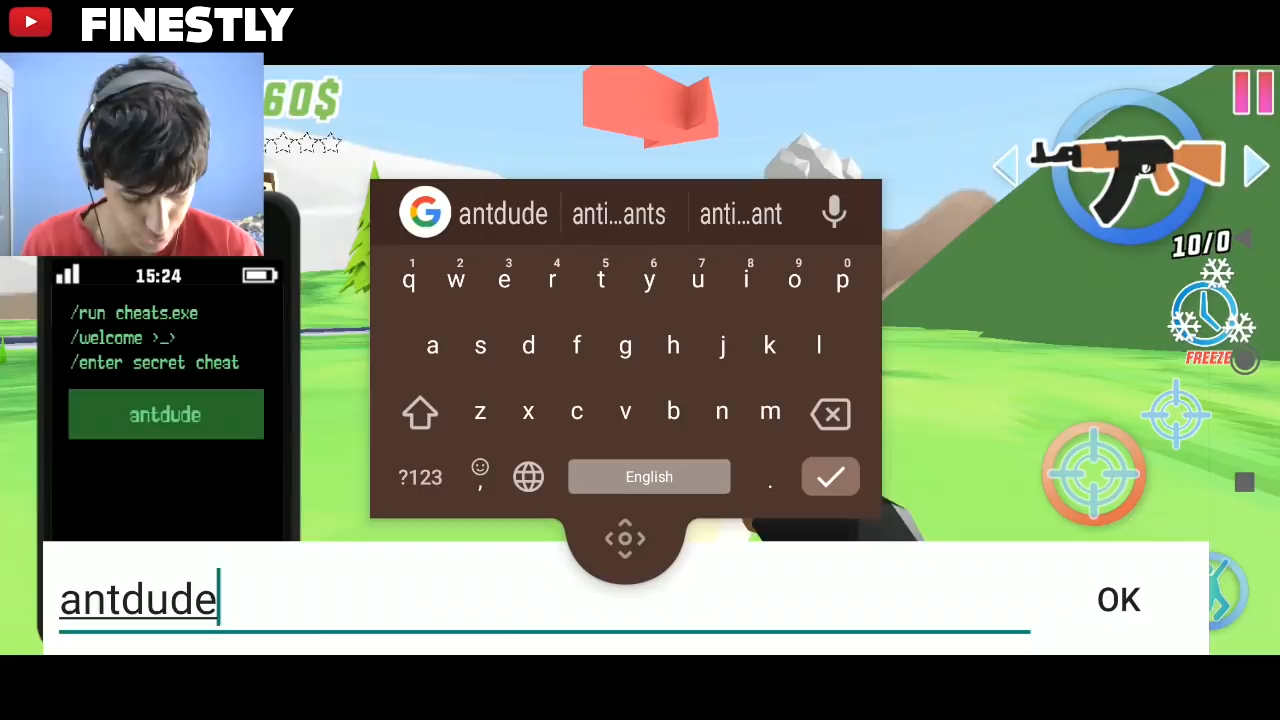 FINESTLY
60$
10/0
FREEZE
15:24
/run cheats.exe
/welcome >_>
/enter secret cheat
antdude
antdude anti...ants anti...ant
1 2 3 4 5 6 7 8 9 0
q w e r t y u i o p
a s d f g h j k l
z x c v b n m
?123 , English .
antdude
OK